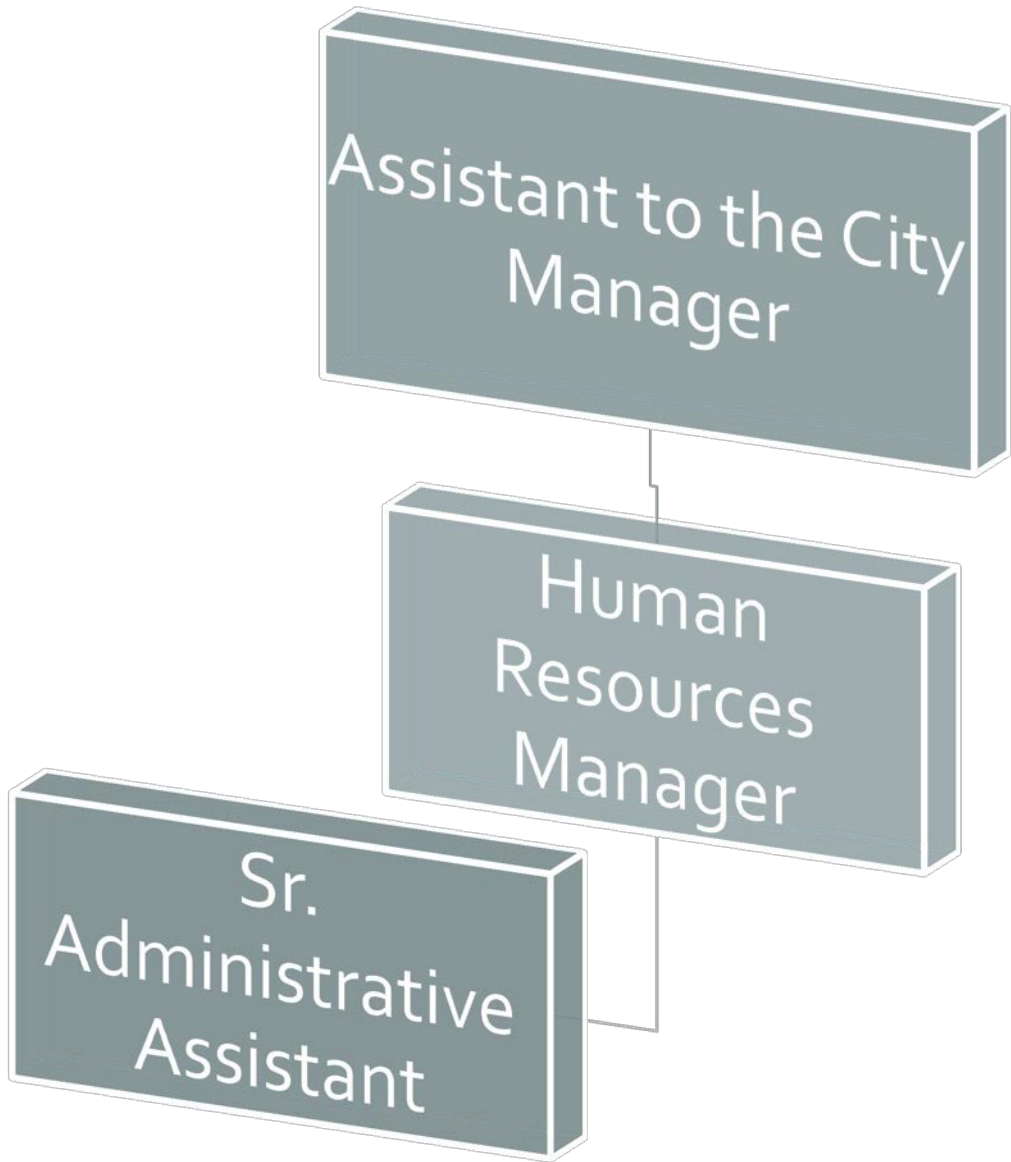 Assistant to the City
Manager
Human
Resources
Manager
Sr.
Administrative
Assistant